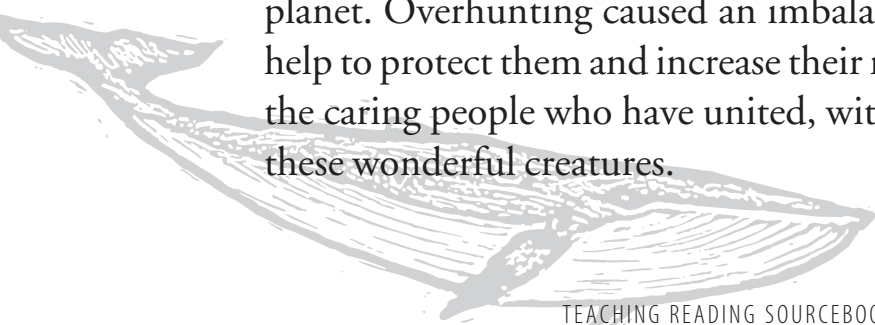 planet. Overhunting caused an
help to protect them and increase their
the caring people who have united,
these wonderful creatures.
TEACHING READING